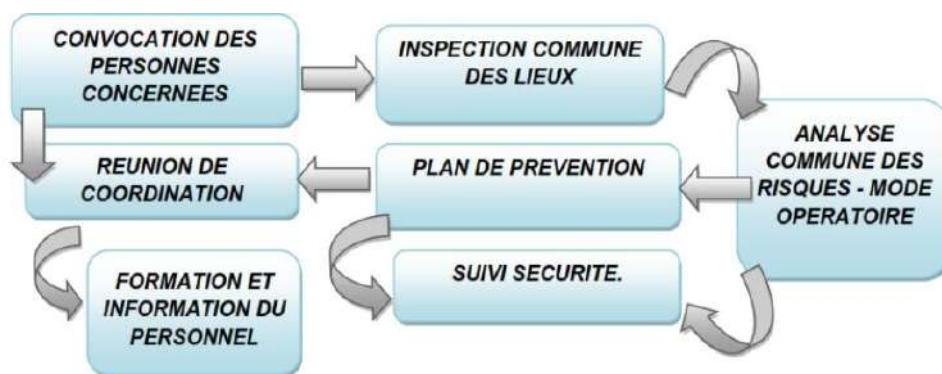 CONVOCATION DES
PERSONNES
CONCERNEES
INSPECTION COMMUNE
DES LIEUX
ANALYSE
COMMUNE DES
RISQUES - MODE
OPERATOIRE
PLAN DE PREVENTION
REUNION DE
COORDINATION
FORMATION ET
INFORMATION DU
PERSONNEL
SUIVI SECURITE.